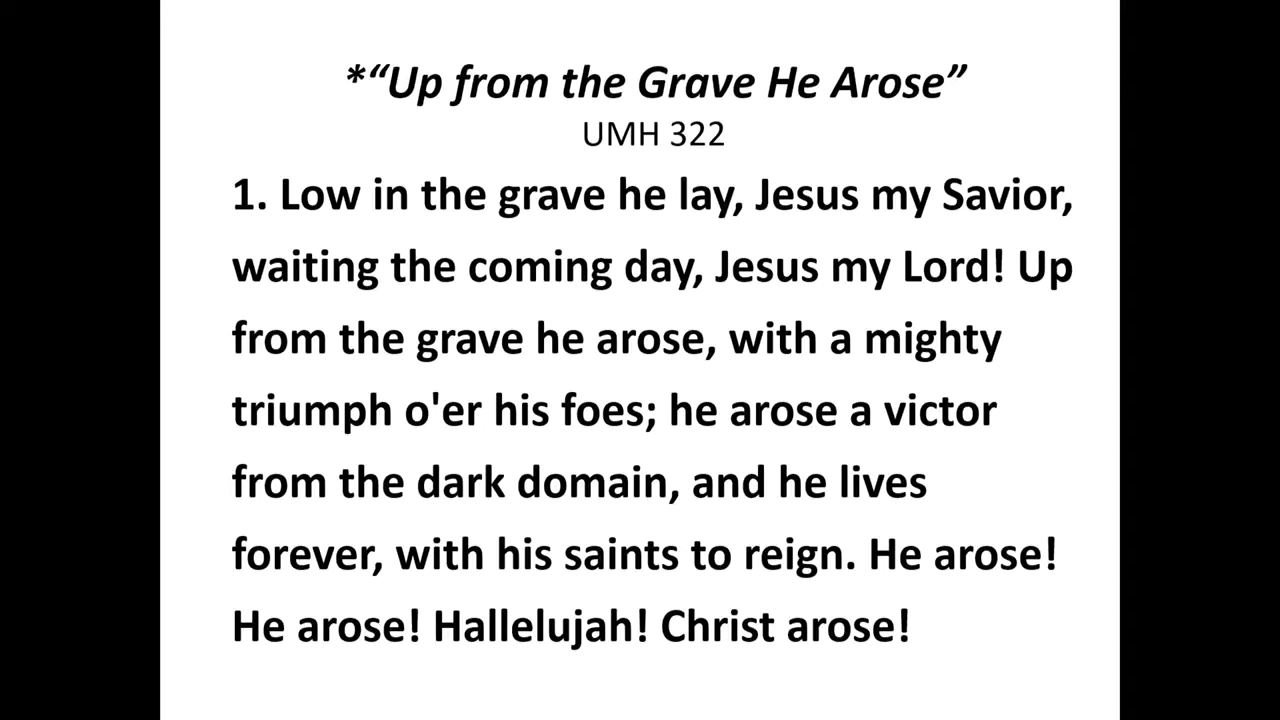 *“Up from the Grave He Arose”
UMH 322
1. Low in the grave he lay, Jesus my Savior,
waiting the coming day, Jesus my Lord! Up
from the grave he arose, with a mighty
triumph o'er his foes; he arose a victor
from the dark domain, and he lives
forever, with his saints to reign. He arose!
He arose! Hallelujah! Christ arose!